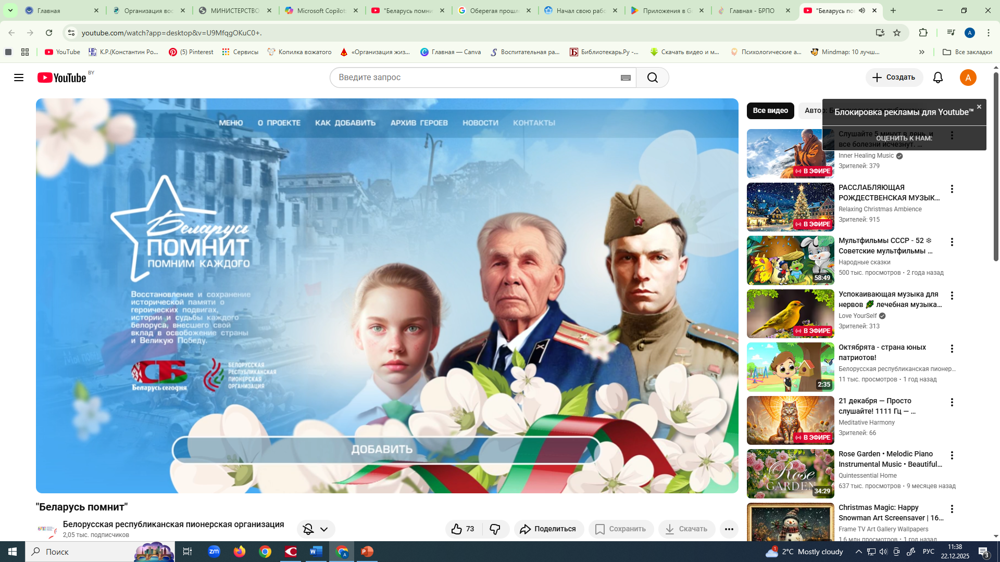 Главная
Организация вос
МИНИСТЕРСТВО
Microsoft Copilot:
"Беларусь помни
Оберегая прошл
Начал свою рабо
Приложения в G
Главная - БРПО
"Беларусь пом
youtube.com/watch?app=desktop&v=U9MfqgOKuC0+.
YouTube
К.Р.(Константин Ро...
(5) Pinterest
Сервисы
Копилка вожатого
«Организация жиз...
Главная — Canva
Воспитательная ра...
Библиотекарь.Ру -...
Скачать видео и м...
Психологические а...
Mindmap: 10 лучш...
Все закладки
YouTube BY
Введите запрос
Создать
А
МЕНЮ О ПРОЕКТЕ КАК ДОБАВИТЬ АРХИВ ГЕРОЕВ НОВОСТИ КОНТАКТЫ
Беларусь
ПОМНИТ
ПОМНИМ КАЖДОГО
Восстановление и сохранение
исторической памяти о
героических подвигах,
истории и судьбы каждого
белоруса, внесшего свой
вклад в освобождение страны
и Великую Победу.
СБ
Беларусь сегодня
БЕЛОРУССКАЯ
РЕСПУБЛИКАНСКАЯ
ПИОНЕРСКАЯ
ОРГАНИЗАЦИЯ
ДОБАВИТЬ
"Беларусь помнит"
Белорусская республиканская пионерская организация
2,05 тыс. подписчиков
73
Поделиться
Сохранить
Скачать
Все видео
Автор:
Блокировка рекламы для Youtube™
ОЦЕНИТЬ К НАМ:
Слушайте 5 минут в день, и
все болезни исчезнут. ...
Inner Healing Music
Зрителей: 379
В ЭФИРЕ
РАССЛАБЛЯЮЩАЯ
РОЖДЕСТВЕНСКАЯ МУЗЫК...
Relaxing Christmas Ambience
Зрителей: 915
В ЭФИРЕ
Мультфильмы СССР - 52 ❄
Советские мультфильмы ...
Народные сказки
500 тыс. просмотров • 2 года назад
58:49
Успокаивающая музыка для
нервов 🌿 лечебная музыка...
Love YourSelf
Зрителей: 313
В ЭФИРЕ
Октябрята - страна юных
патриотов!
Белорусская республиканская пионер...
11 тыс. просмотров • 1 год назад
2:35
21 декабря — Просто
слушайте! 1111 Гц — ...
Meditative Harmony
Зрителей: 66
В ЭФИРЕ
Rose Garden • Melodic Piano
Instrumental Music • Beautiful...
Quintessential Home
637 тыс. просмотров • 9 месяцев назад
Rose
GARDEN
34:29
Christmas Magic: Happy
Snowman Art Screensaver | 16...
Frame TV Art Gallery Wallpapers
1,6 млн просмотров • 1 год назад
Поиск
zm
2°C Mostly cloudy
РУС
11:38
22.12.2025
3